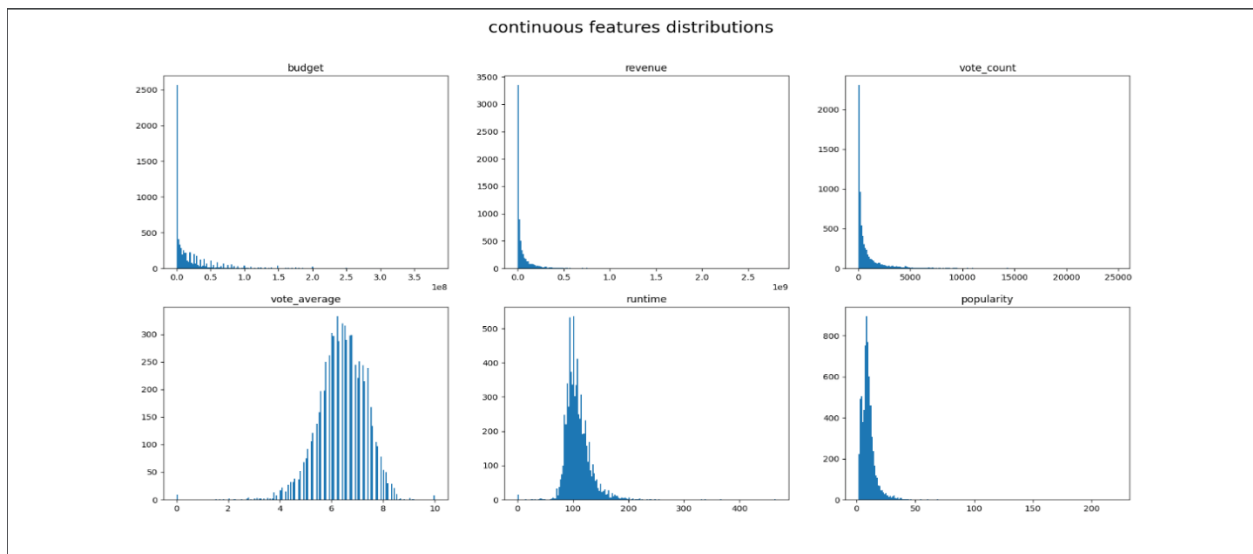 continuous features distributions
budget
revenue
vote_count
2500
2000
1500
1000
500
0
0.0 0.5 1.0 1.5 2.0 2.5 3.0 3.5
1e8
3500
3000
2500
2000
1500
1000
500
0
0.0 0.5 1.0 1.5 2.0 2.5
1e9
2000
1500
1000
500
0
0 5000 10000 15000 20000 25000
vote_average
runtime
popularity
300
250
200
150
100
50
0
0 2 4 6 8 10
500
400
300
200
100
0
0 100 200 300 400
800
600
400
200
0
0 50 100 150 200